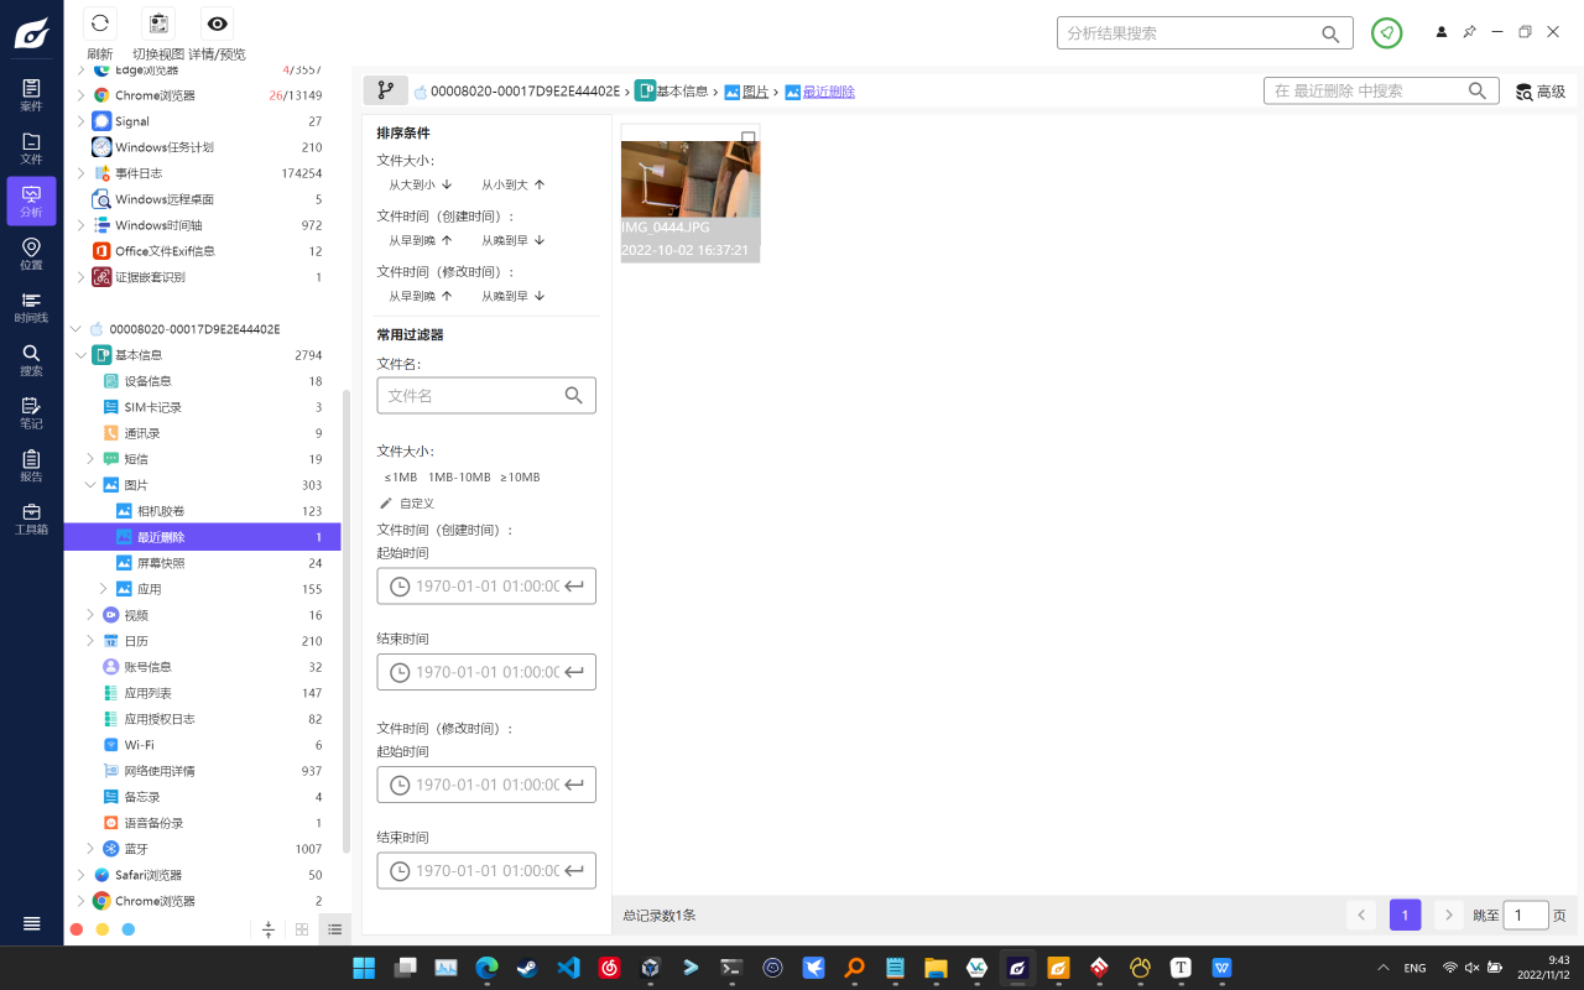 刷新
切换视图
详情/预览
分析结果搜索
案件
文件
分析
位置
时间线
搜索
笔记
报告
工具箱
Edge浏览器 4/3557
Chrome浏览器 26/13149
Signal 27
Windows任务计划 210
事件日志 174254
Windows远程桌面 5
Windows时间轴 972
Office文件Exif信息 12
证据嵌套识别 1
00008020-00017D9E2E44402E
基本信息 2794
设备信息 18
SIM卡记录 3
通讯录 9
短信 19
图片 303
相机胶卷 123
最近删除 1
屏幕快照 24
应用 155
视频 16
日历 210
账号信息 32
应用列表 147
应用授权日志 82
Wi-Fi 6
网络使用详情 937
备忘录 4
语音备份录 1
蓝牙 1007
Safari浏览器 50
Chrome浏览器 2
00008020-00017D9E2E44402E › 基本信息 › 图片 › 最近删除
在 最近删除 中搜索
高级
排序条件
文件大小：
从大到小 ↓ 从小到大 ↑
文件时间（创建时间）：
从早到晚 ↑ 从晚到早 ↓
文件时间（修改时间）：
从早到晚 ↑ 从晚到早 ↓
常用过滤器
文件名：
文件名
文件大小：
≤1MB 1MB-10MB ≥10MB
自定义
文件时间（创建时间）：
起始时间
1970-01-01 01:00:00
结束时间
1970-01-01 01:00:00
文件时间（修改时间）：
起始时间
1970-01-01 01:00:00
结束时间
1970-01-01 01:00:00
IMG_0444.JPG
2022-10-02 16:37:21
总记录数1条
1
跳至 1 页
ENG
9:43
2022/11/12